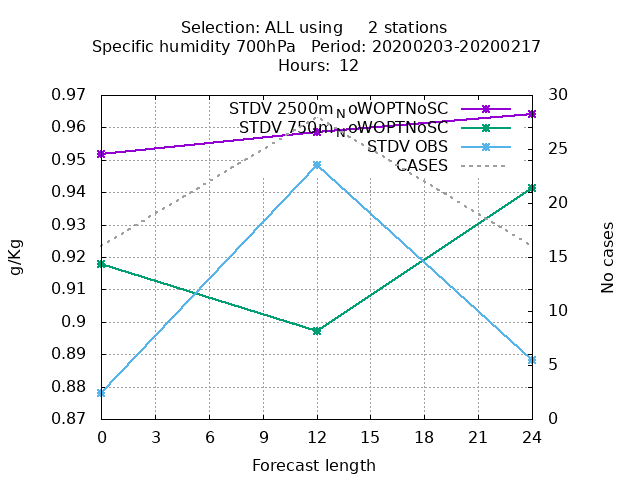 Selection: ALL using 2 stations
Specific humidity 700hPa Period: 20200203-20200217
Hours: 12
0.97
0.96
0.95
0.94
0.93
0.92
0.91
0.9
0.89
0.88
0.87
g/Kg
STDV 2500m NoWOPTNoSC
STDV 750m NoWOPTNoSC
STDV OBS
CASES
30
25
20
15
10
5
0
No cases
0 3 6 9 12 15 18 21 24
Forecast length